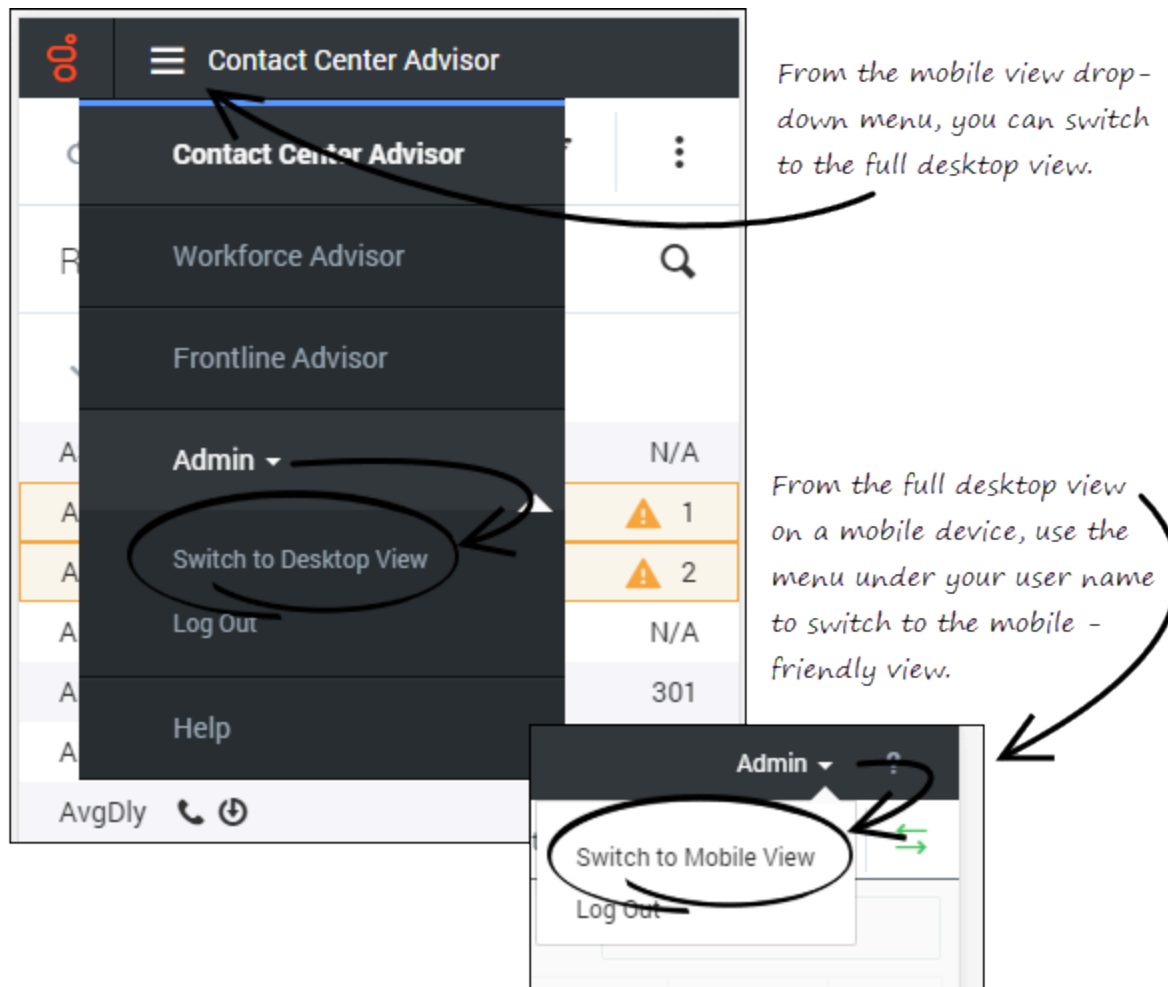 Contact Center Advisor
From the mobile view drop-
down menu, you can switch
to the full desktop view.
Contact Center Advisor
Workforce Advisor
R
Frontline Advisor
A
Admin
N/A
A
1
From the full desktop view
on a mobile device, use the
menu under your user name
to switch to the mobile -
friendly view.
A
Switch to Desktop View
2
A
Log Out
N/A
A
301
Help
A
Admin
?
AvgDly
Switch to Mobile View
Log Out